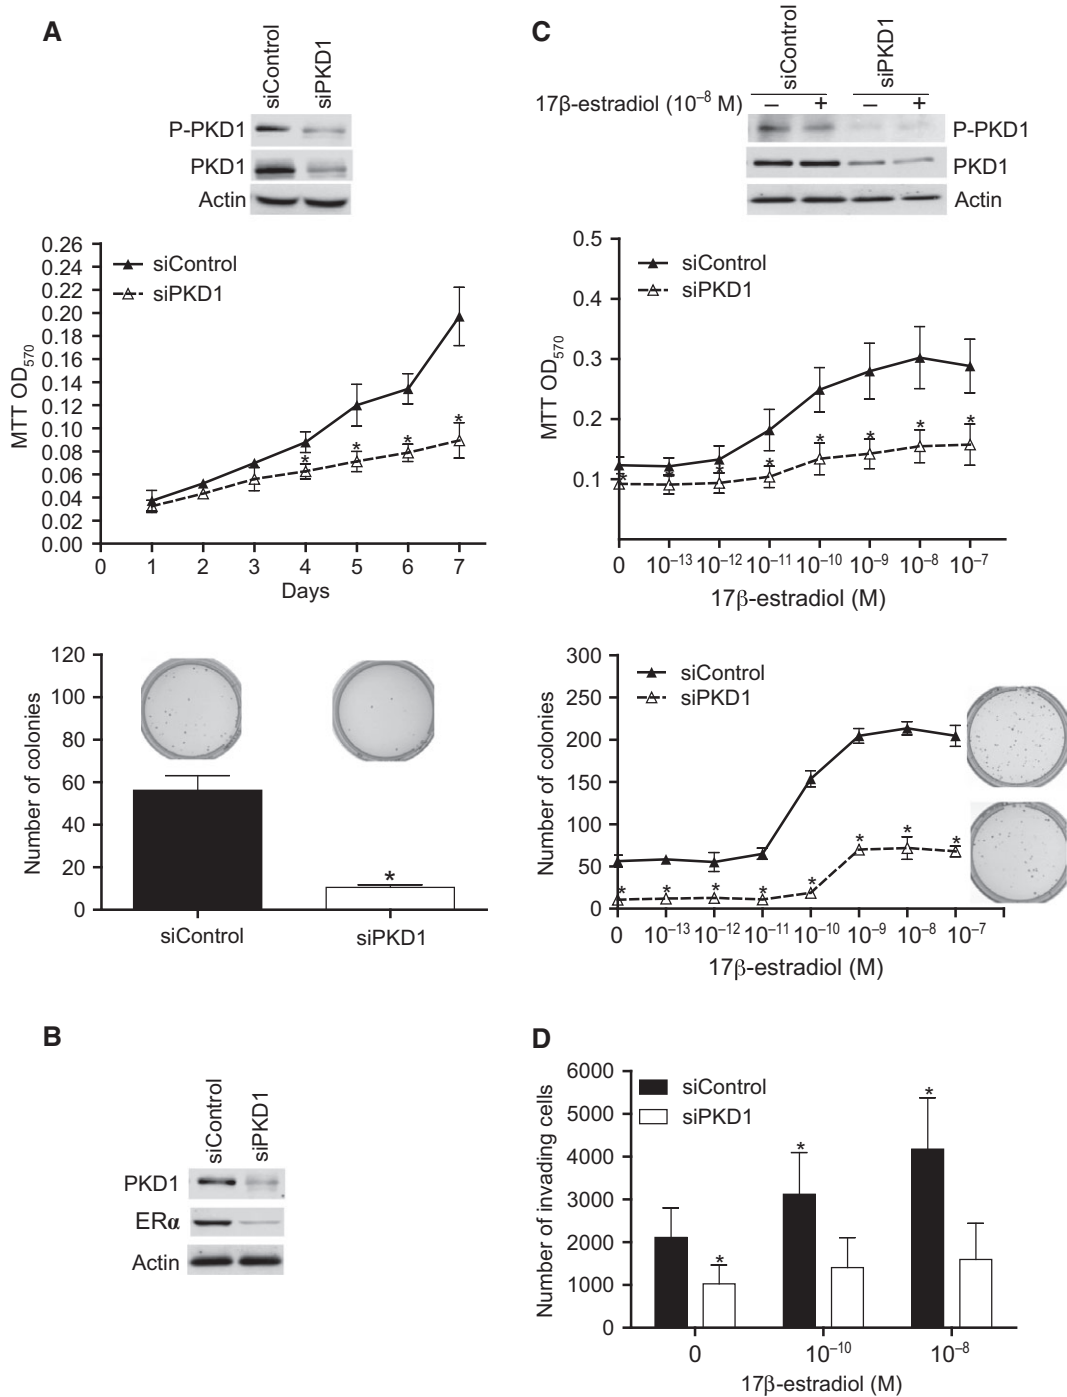 A
siControl
siPKD1
P-PKD1
PKD1
Actin
0.26
0.24
0.22
0.20
0.18
0.16
0.14
0.12
0.10
0.08
0.06
0.04
0.02
0.00
MTT OD570
siControl
siPKD1
*
*
*
*
0 1 2 3 4 5 6 7
Days
120
100
80
60
40
20
0
Number of colonies
*
siControl
siPKD1
B
siControl
siPKD1
PKD1
ERα
Actin
C
siControl
siPKD1
17β-estradiol (10⁻⁸ M)
– + – +
P-PKD1
PKD1
Actin
0.5
0.4
0.3
0.2
0.1
MTT OD570
siControl
siPKD1
* * * * * * * *
0 10⁻¹³ 10⁻¹² 10⁻¹¹ 10⁻¹⁰ 10⁻⁹ 10⁻⁸ 10⁻⁷
17β-estradiol (M)
300
250
200
150
100
50
0
Number of colonies
siControl
siPKD1
* * * * * * * *
0 10⁻¹³ 10⁻¹² 10⁻¹¹ 10⁻¹⁰ 10⁻⁹ 10⁻⁸ 10⁻⁷
17β-estradiol (M)
D
6000
5000
4000
3000
2000
1000
0
Number of invading cells
siControl
siPKD1
*
*
*
0 10⁻¹⁰ 10⁻⁸
17β-estradiol (M)